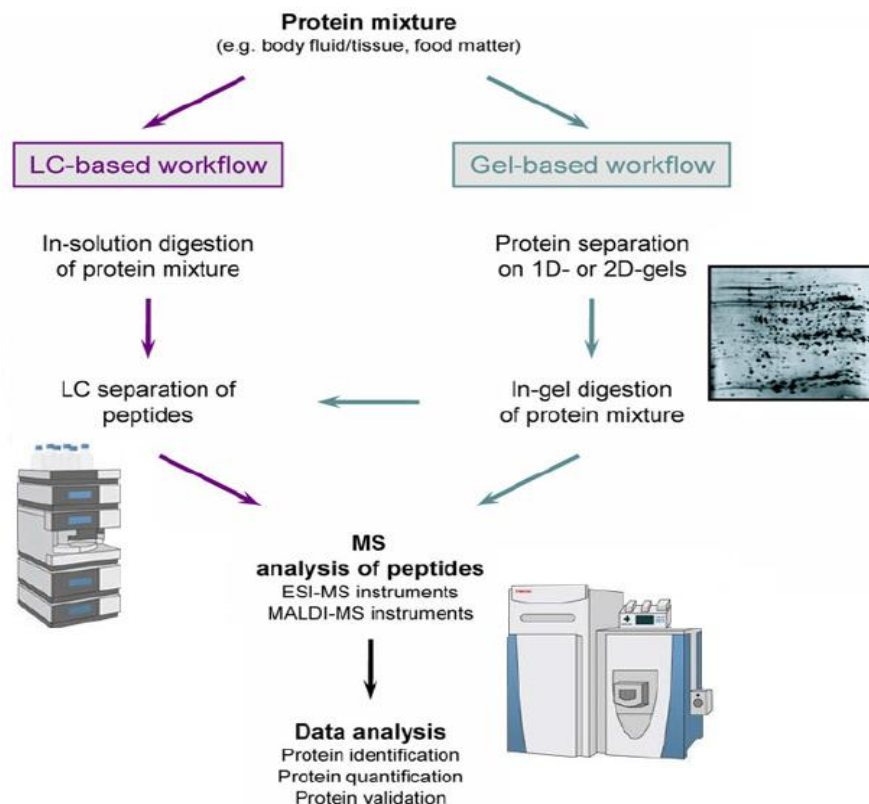 Protein mixture
(e.g. body fluid/tissue, food matter)
LC-based workflow
Gel-based workflow
In-solution digestion
of protein mixture
Protein separation
on 1D- or 2D-gels
LC separation of
peptides
In-gel digestion
of protein mixture
MS
analysis of peptides
ESI-MS instruments
MALDI-MS instruments
Data analysis
Protein identification
Protein quantification
Protein validation